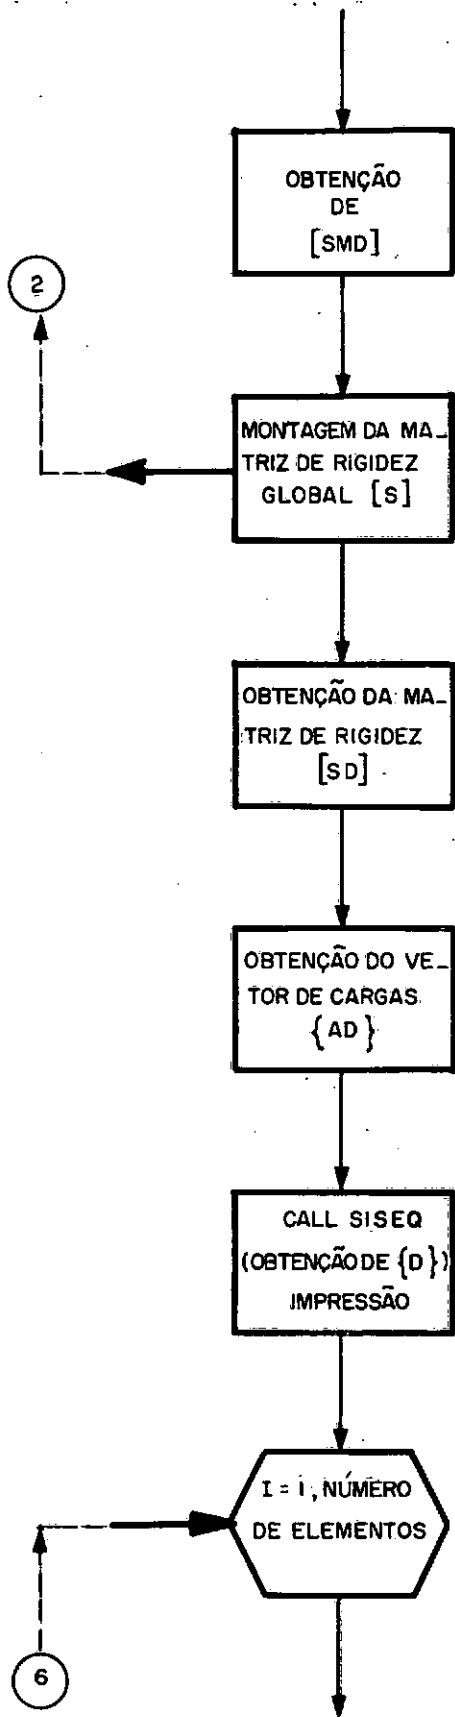 OBTENÇÃO
DE
[SMD]
2
MONTAGEM DA MA_
TRIZ DE RIGIDEZ
GLOBAL [S]
OBTENÇÃO DA MA_
TRIZ DE RIGIDEZ
[SD]
OBTENÇÃO DO VE_
TOR DE CARGAS
{AD}
CALL SISEQ
(OBTENÇÃO DE {D})
IMPRESSÃO
I = 1, NÚMERO
DE ELEMENTOS
6